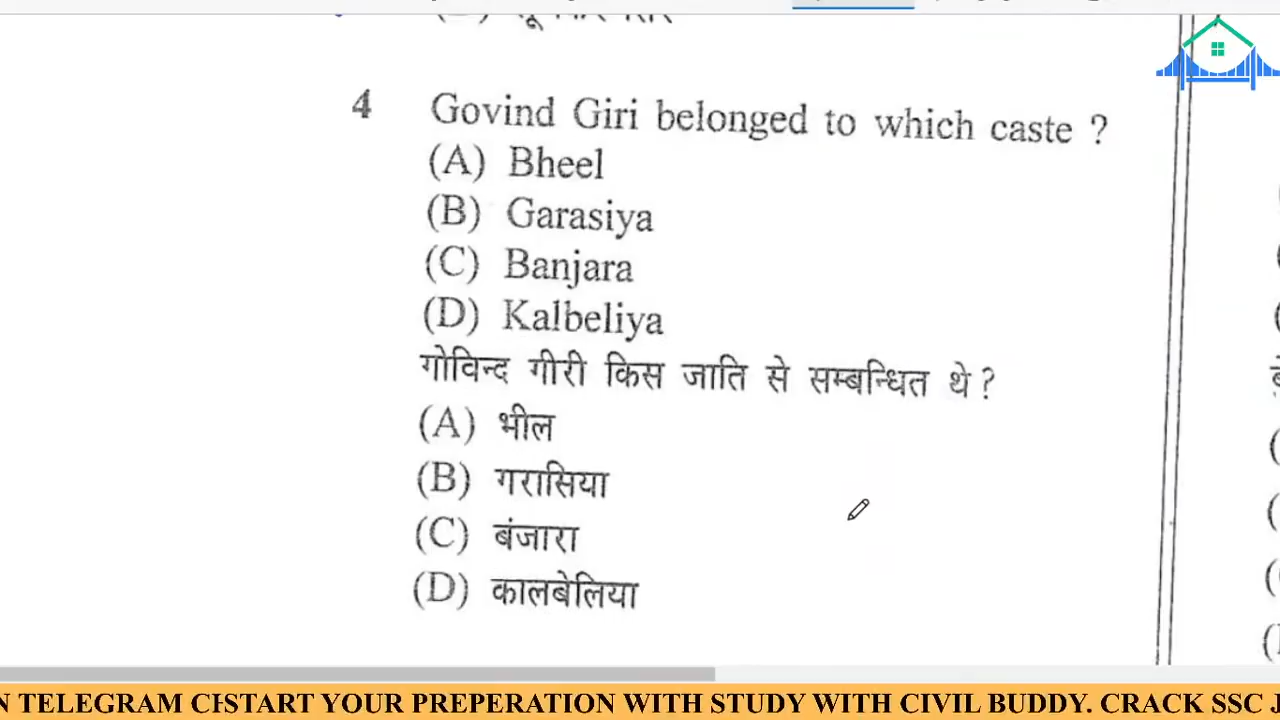 4 Govind Giri belonged to which caste ?
(A) Bheel
(B) Garasiya
(C) Banjara
(D) Kalbeliya
गोविन्द गीरी किस जाति से सम्बन्धित थे?
(A) भील
(B) गरासिया
(C) बंजारा
(D) कालबेलिया
N TELEGRAM START YOUR PREPERATION WITH STUDY WITH CIVIL BUDDY. CRACK SSC J